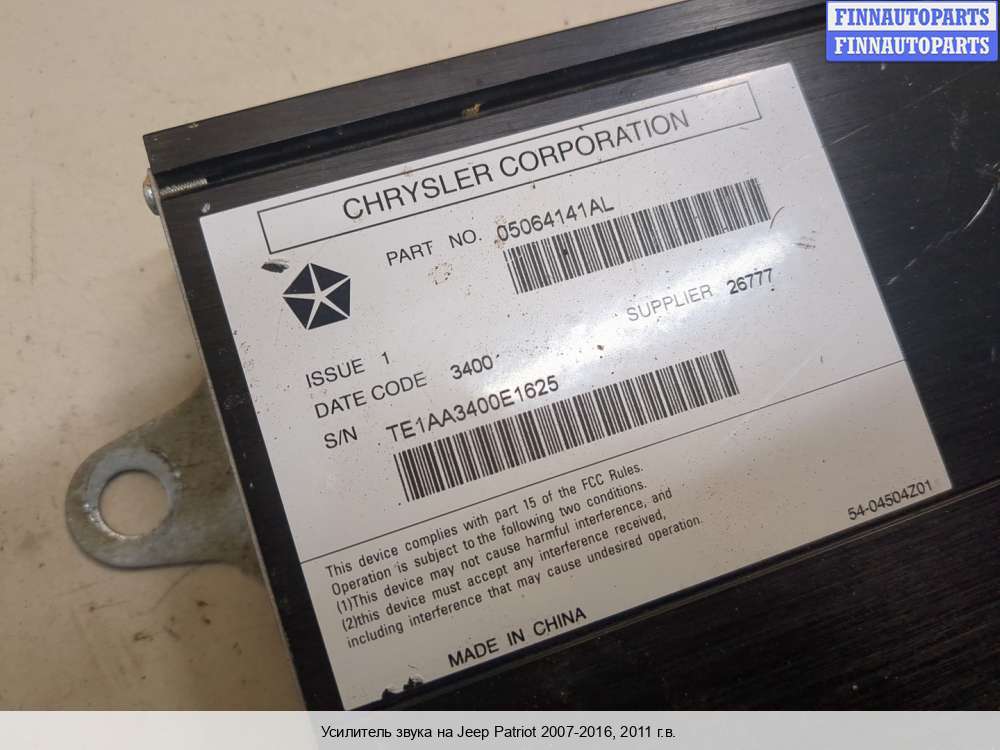 FINNAUTOPARTS
FINNAUTOPARTS
CHRYSLER CORPORATION
PART NO. 05064141AL
SUPPLIER 26777
ISSUE 1
DATE CODE 3400
S/N TE1AA3400E1625
This device complies with part 15 of the FCC Rules.
Operation is subject to the following two conditions.
(1)This device may not cause harmful interference, and
(2)this device must accept any interference received,
including interference that may cause undesired operation.
54-04504Z01
MADE IN CHINA
Усилитель звука на Jeep Patriot 2007-2016, 2011 г.в.